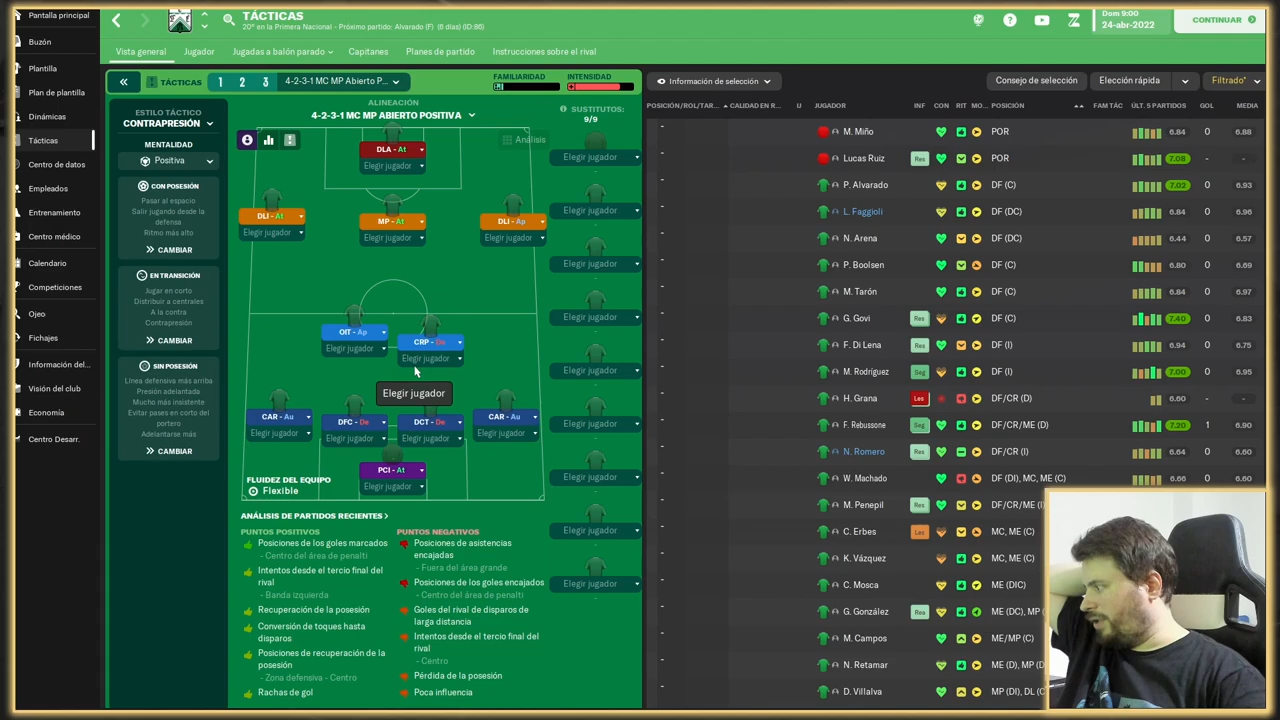 Plantilla principal
Buzón
Plantilla
Plan de plantilla
Dinámicas
Tácticas
Centro de datos
Empleados
Entrenamiento
Centro médico
Calendario
Competiciones
Ojeo
Fichajes
Información del...
Visión del club
Economía
Centro Desarr.
TÁCTICAS
20° en la Primera Nacional - Próximo partido: Alvarado (F) (6 días) (ID:86)
Dom 9:00
24-abr-2022
CONTINUAR
Vista general
Jugador
Jugadas a balón parado
Capitanes
Planes de partido
Instrucciones sobre el rival
TÁCTICAS
1 2 3
4-2-3-1 MC MP Abierto P...
FAMILIARIDAD
INTENSIDAD
ESTILO TÁCTICO
CONTRAPRESIÓN
MENTALIDAD
Positiva
CON POSESIÓN
Pasar al espacio
Salir jugando desde la
defensa
Ritmo más alto
CAMBIAR
EN TRANSICIÓN
Jugar en corto
Distribuir a centrales
A la contra
Contrapresión
CAMBIAR
SIN POSESIÓN
Línea defensiva más arriba
Presión adelantada
Mucho más insistente
Evitar pases en corto del
portero
Adelantarse más
CAMBIAR
ALINEACIÓN
4-2-3-1 MC MP ABIERTO POSITIVA
Análisis
DLA - At
Elegir jugador
DLI - At
Elegir jugador
MP - At
Elegir jugador
DLI - Ap
Elegir jugador
OIT - Ap
Elegir jugador
CRP - De
Elegir jugador
Elegir jugador
CAR - Au
Elegir jugador
DFC - De
Elegir jugador
DCT - De
Elegir jugador
CAR - Au
Elegir jugador
PCI - At
Elegir jugador
FLUIDEZ DEL EQUIPO
Flexible
SUSTITUTOS:
9/9
Elegir jugador
Elegir jugador
Elegir jugador
Elegir jugador
Elegir jugador
Elegir jugador
Elegir jugador
Elegir jugador
Elegir jugador
ANÁLISIS DE PARTIDOS RECIENTES
PUNTOS POSITIVOS
Posiciones de los goles marcados
- Centro del área de penalti
Intentos desde el tercio final del
rival
- Banda izquierda
Recuperación de la posesión
Conversión de toques hasta
disparos
Posiciones de recuperación de la
posesión
- Zona defensiva - Centro
Rachas de gol
PUNTOS NEGATIVOS
Posiciones de asistencias
encajadas
- Fuera del área grande
Posiciones de los goles encajados
- Centro del área de penalti
Goles del rival de disparos de
larga distancia
Intentos desde el tercio final del
rival
- Centro
Pérdida de la posesión
Poca influencia
Información de selección
Consejo de selección
Elección rápida
Filtrado*
POSICIÓN/ROL/TAR... CALIDAD EN R... IJ JUGADOR INF CON RIT MO... POSICIÓN FAM TÁC ÚLT. 5 PARTIDOS GOL MEDIA
- M. Miño POR 6.84 0 6.88
- Lucas Ruiz Res POR 7.08 - -
- P. Alvarado DF (C) 7.02 0 6.93
- L. Faggioli DF (DC) 6.84 0 6.96
- N. Arena DF (DC) 6.44 0 6.57
- P. Boolsen DF (C) 6.80 0 6.69
- M. Tarón DF (C) 6.84 0 6.97
- G. Govi Res DF (C) 7.40 0 6.83
- F. Di Lena Res DF (I) 6.94 0 6.75
- M. Rodríguez Seg DF (I) 7.00 0 6.95
- H. Grana Les DF/CR (D) 6.60 - -
- F. Rebussone Seg DF/CR/ME (D) 7.20 1 6.90
- N. Romero Res DF/CR (I) 6.64 0 6.60
- W. Machado DF (DI), MC, ME (C) 6.66 0 6.80
- M. Penepil Res DF/CR/ME (I)
- C. Erbes Les MC, ME (C)
- K. Vázquez MC, ME (C)
- C. Mosca ME (DIC)
- G. González Res ME (DC), MP
- M. Campos ME/MP (C)
- N. Retamar ME (D), MP (D
- D. Villalva MP (DI), DL (C